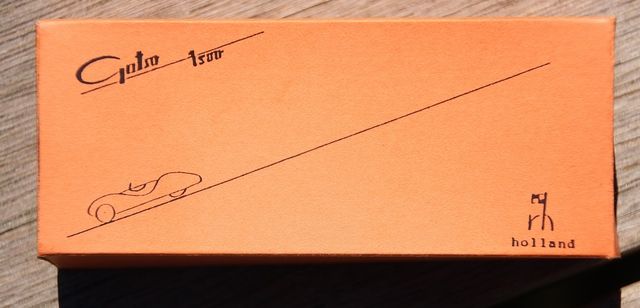 Gatso 1500
rh
holland